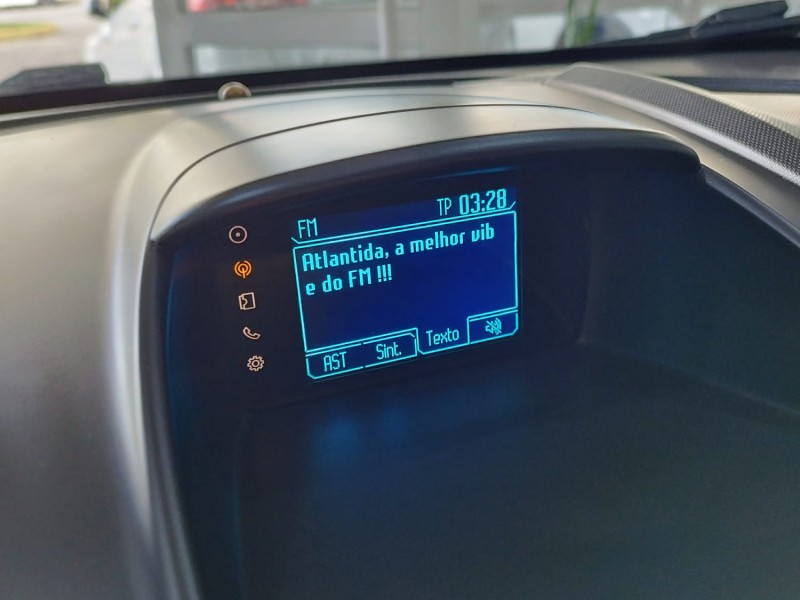 FM TP 03:28
Atlantida, a melhor vib
e do FM !!!
AST Sint. Texto